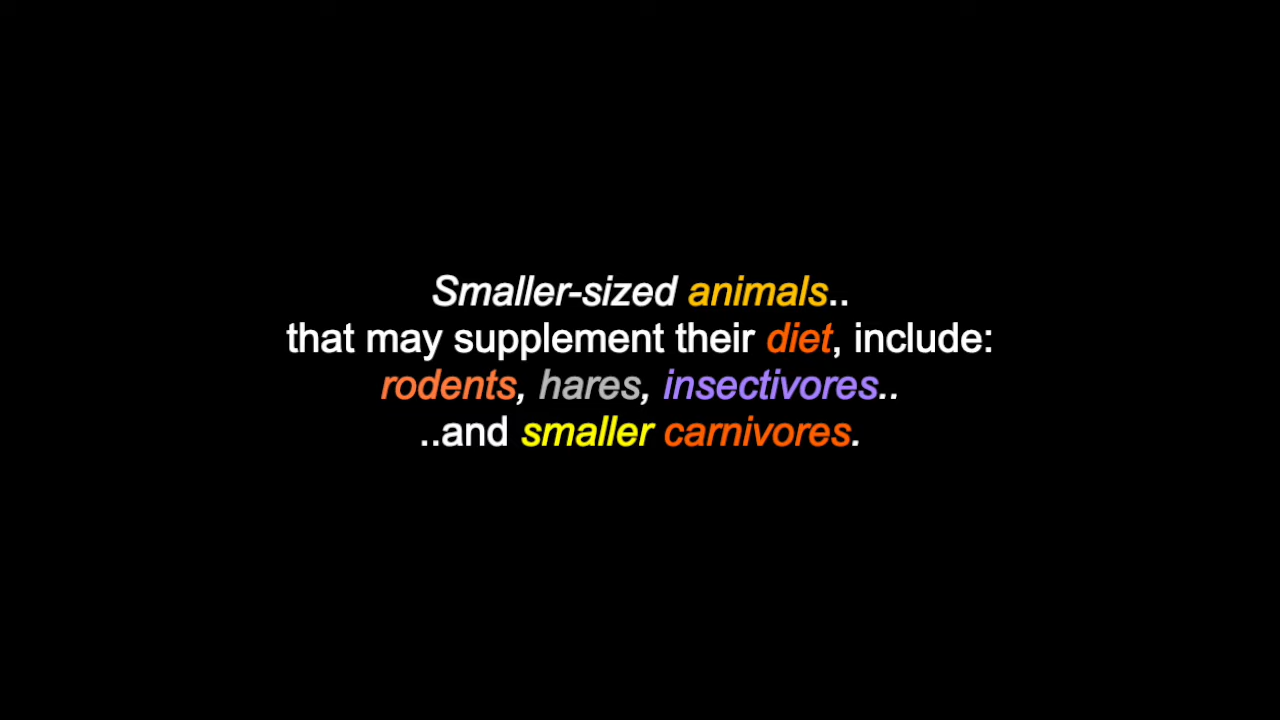 Smaller-sized animals..
that may supplement their diet, include:
rodents, hares, insectivores..
..and smaller carnivores.